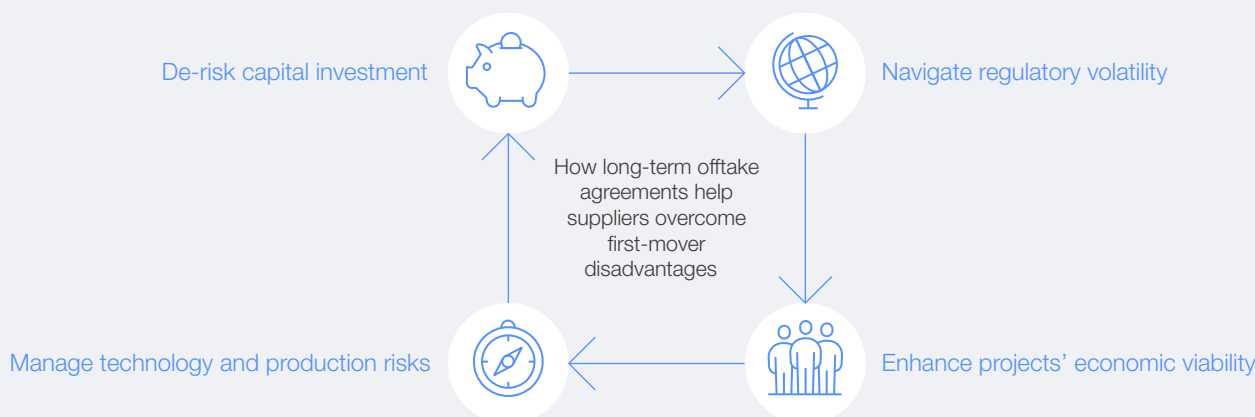 De-risk capital investment
Navigate regulatory volatility
How long-term offtake
agreements help
suppliers overcome
first-mover
disadvantages
Manage technology and production risks
Enhance projects’ economic viability